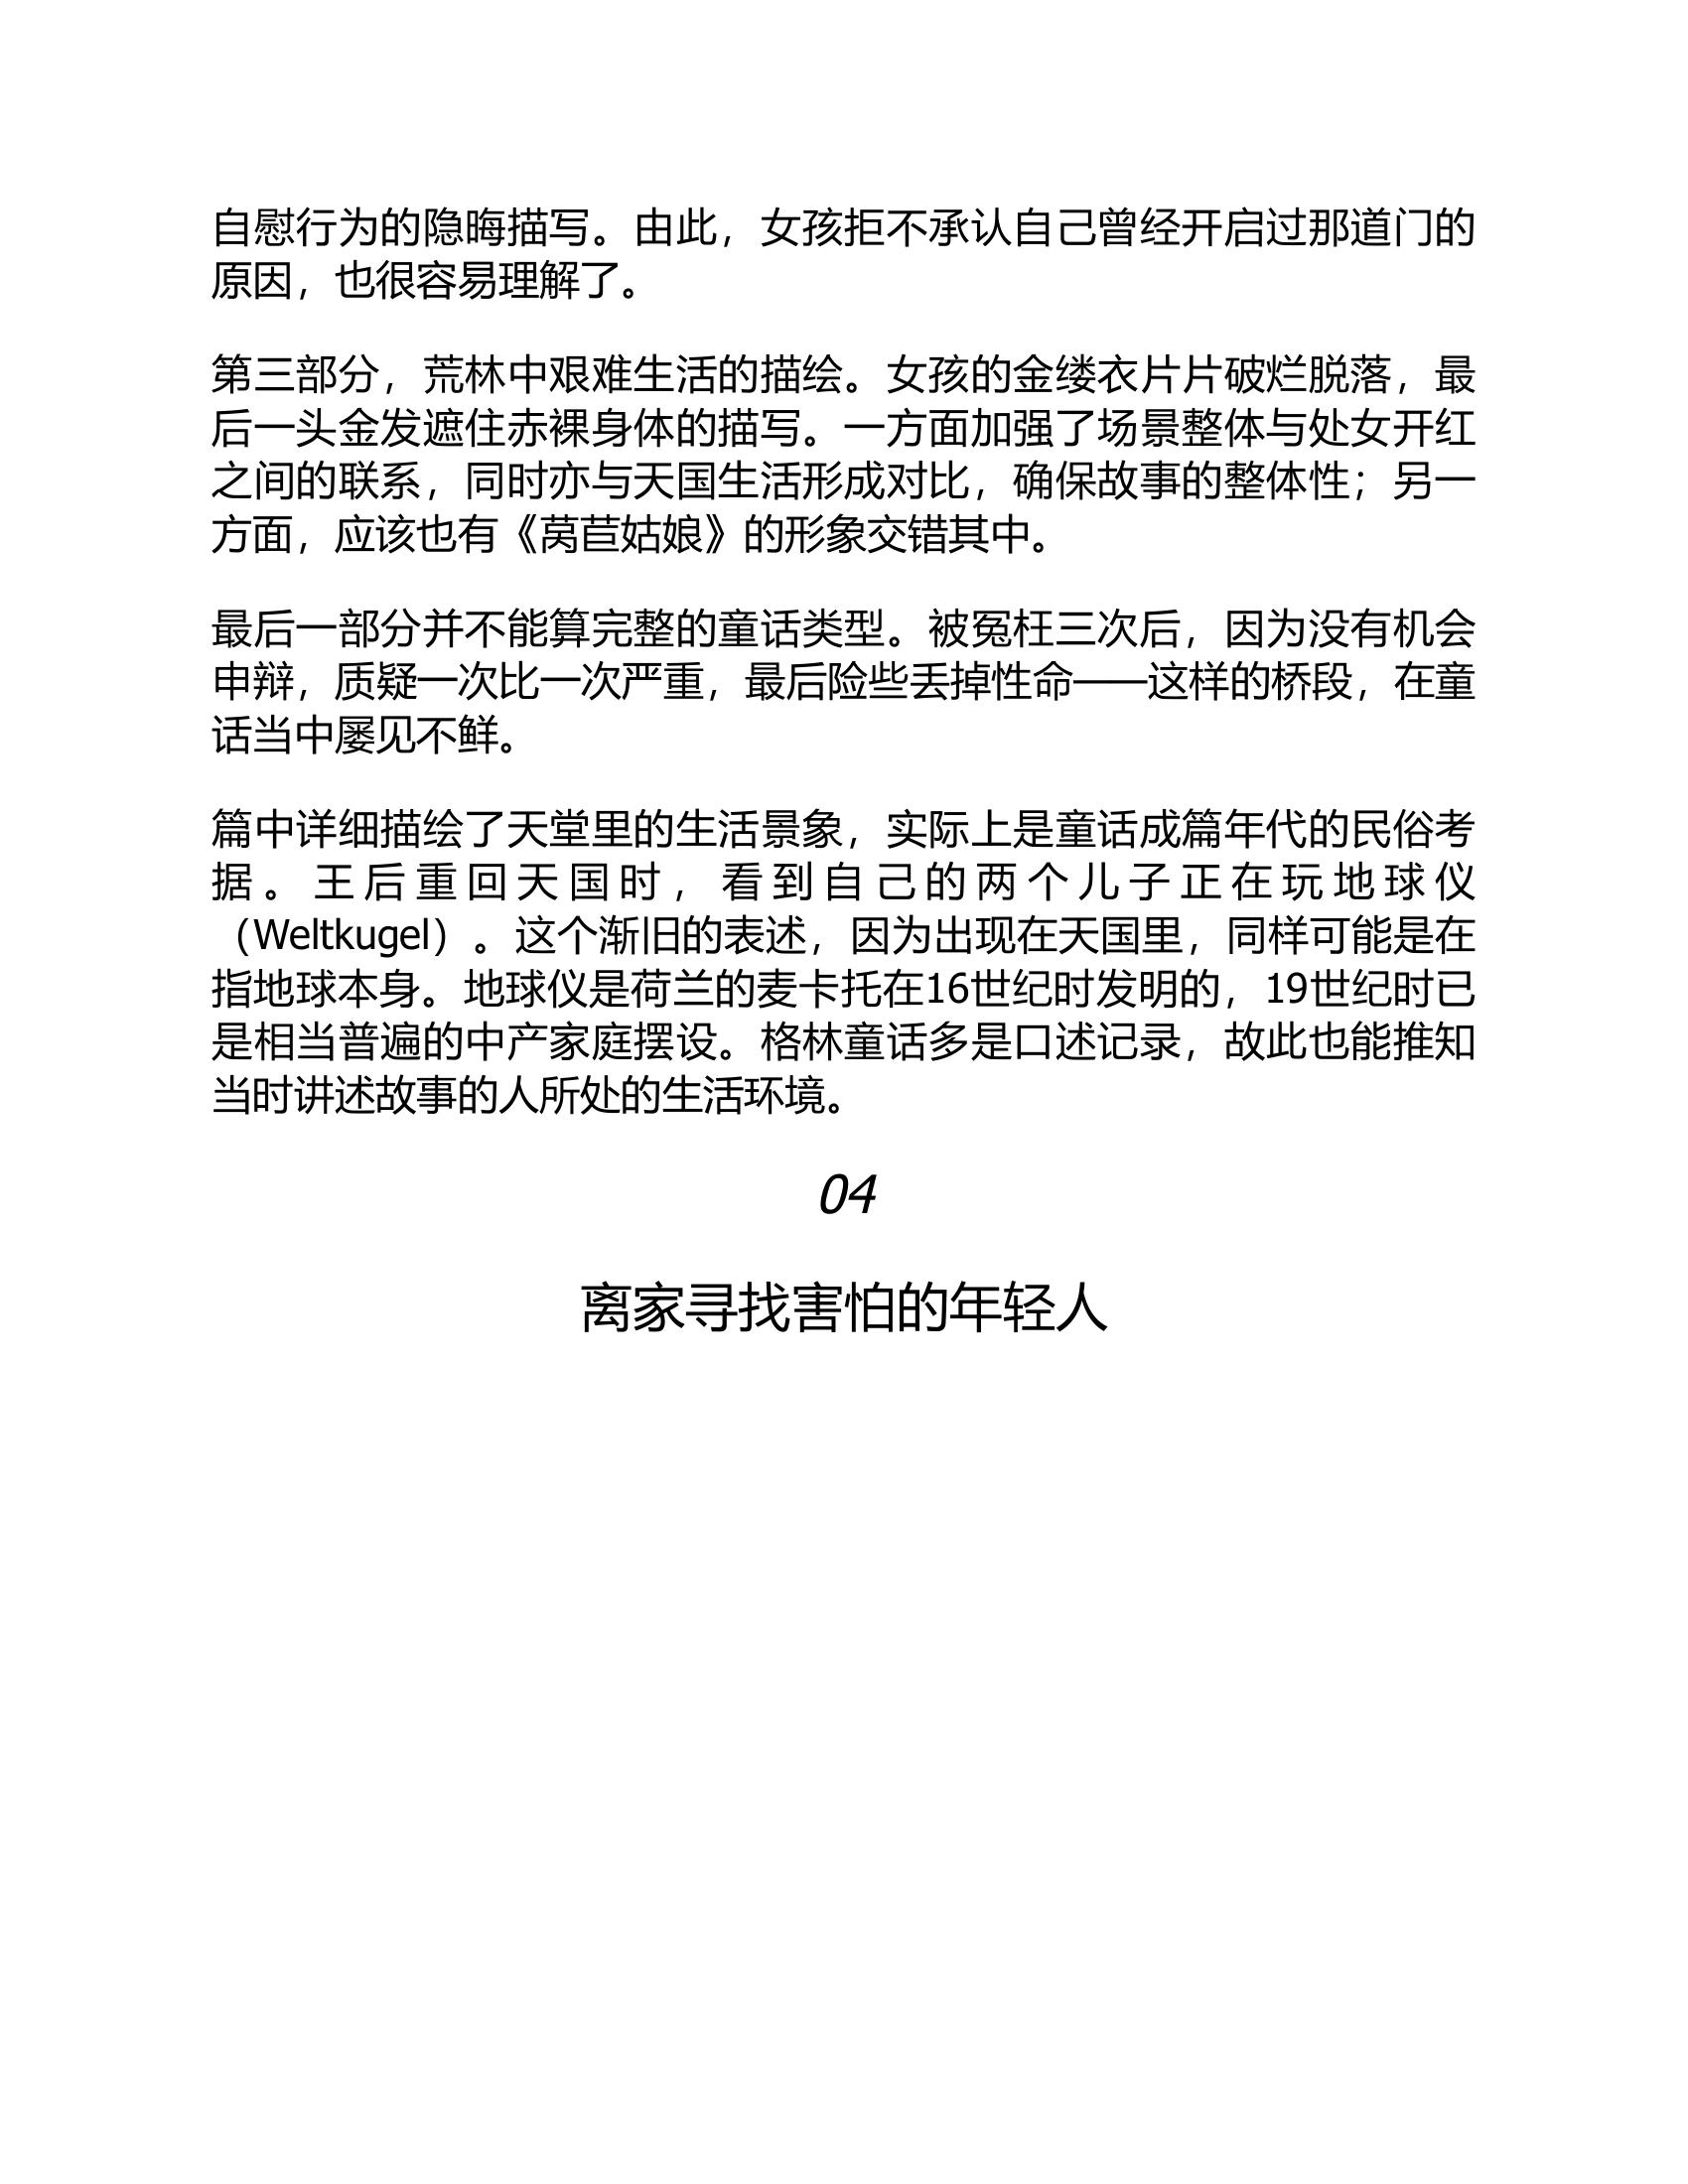 自慰行为的隐晦描写。由此，女孩拒不承认自己曾经开启过那道门的
原因，也很容易理解了。
第三部分，荒林中艰难生活的描绘。女孩的金缕衣片片破烂脱落，最
后一头金发遮住赤裸身体的描写。一方面加强了场景整体与处女开红
之间的联系，同时亦与天国生活形成对比，确保故事的整体性；另一
方面，应该也有《莴苣姑娘》的形象交错其中。
最后一部分并不能算完整的童话类型。被冤枉三次后，因为没有机会
申辩，质疑一次比一次严重，最后险些丢掉性命——这样的桥段，在童
话当中屡见不鲜。
篇中详细描绘了天堂里的生活景象，实际上是童话成篇年代的民俗考
据。王后重回天国时，看到自己的两个儿子正在玩地球仪
（Weltkugel）。这个渐旧的表述，因为出现在天国里，同样可能是在
指地球本身。地球仪是荷兰的麦卡托在16世纪时发明的，19世纪时已
是相当普遍的中产家庭摆设。格林童话多是口述记录，故此也能推知
当时讲述故事的人所处的生活环境。
04
离家寻找害怕的年轻人